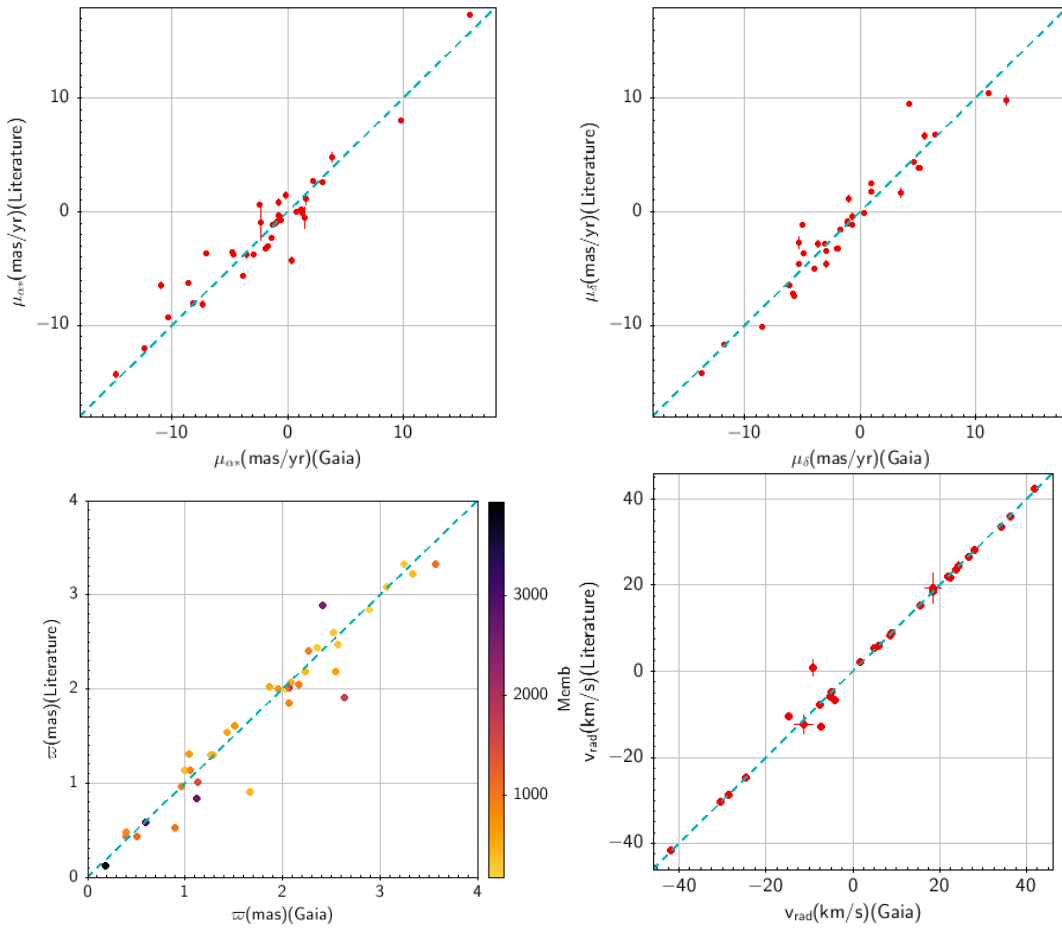 10
0
−10
μα*(mas/yr)(Literature)
−10 0 10
μα*(mas/yr)(Gaia)
10
0
−10
μδ(mas/yr)(Literature)
−10 0 10
μδ(mas/yr)(Gaia)
4
3
2
1
0
ϖ(mas)(Literature)
0 1 2 3 4
ϖ(mas)(Gaia)
3000
2000
1000
Memb
40
20
0
−20
−40
vrad(km/s)(Literature)
−40 −20 0 20 40
vrad(km/s)(Gaia)